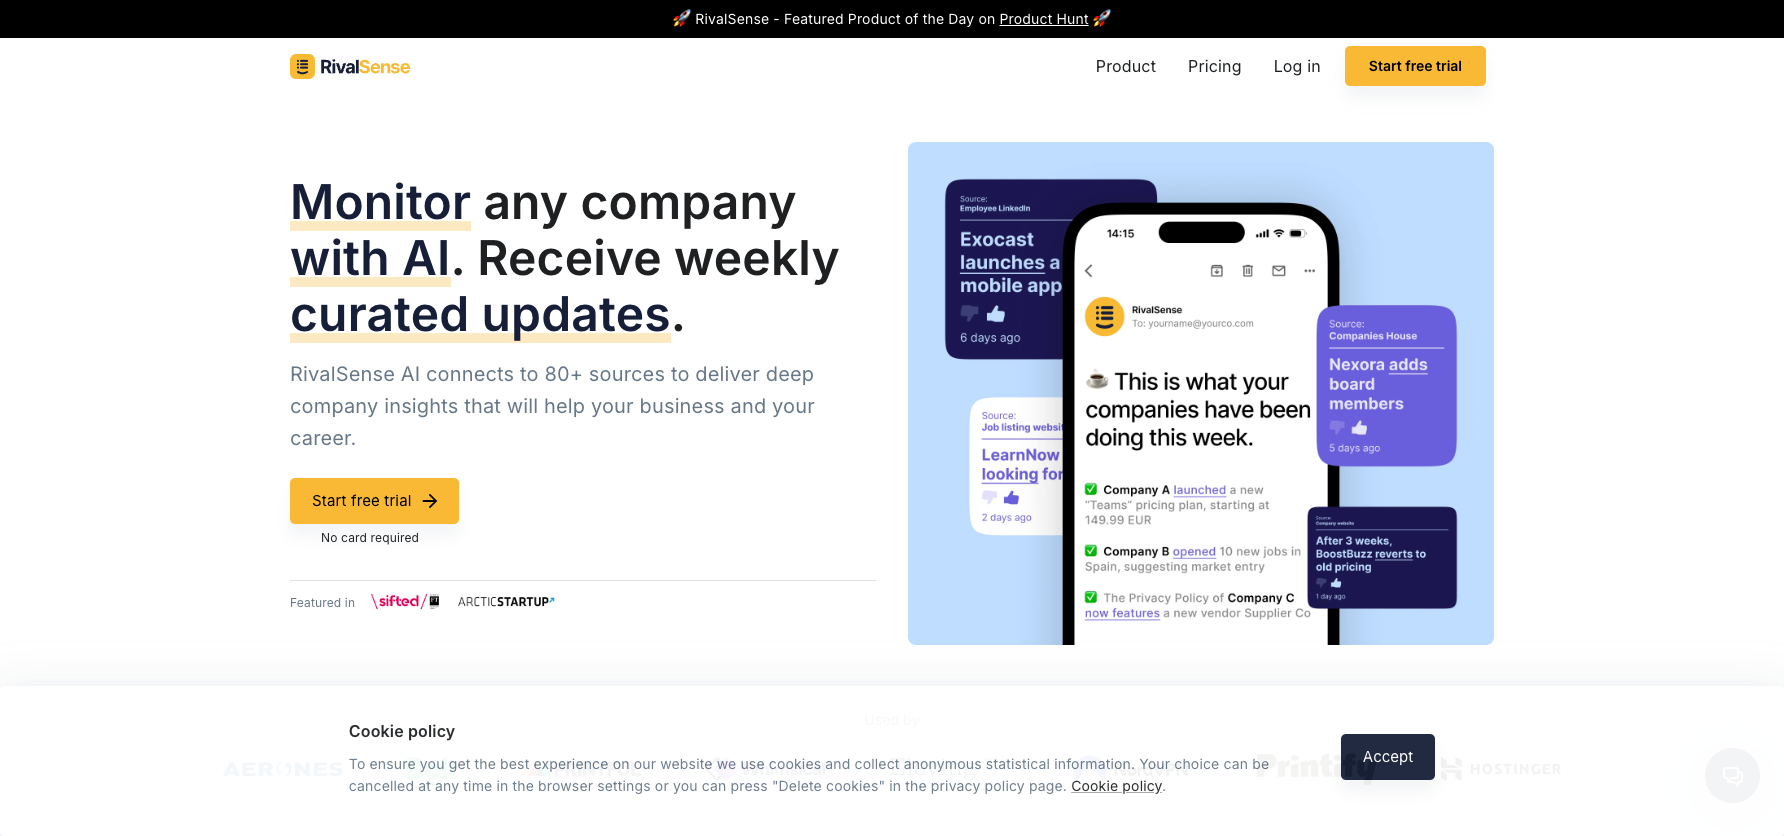 🚀 RivalSense - Featured Product of the Day on Product Hunt 🚀
RivalSense
Product
Pricing
Log in
Start free trial
Monitor any company
with AI. Receive weekly
curated updates.
RivalSense AI connects to 80+ sources to deliver deep
company insights that will help your business and your
career.
Start free trial
No card required
Featured in
\sifted/
ARCTICSTARTUP
Source:
Employee LinkedIn
Exocast
launches a
mobile app
6 days ago
Source:
Job listing websit
LearnNow
looking for
2 days ago
14:15
RivalSense
To: yourname@yourco.com
☕ This is what your
companies have been
doing this week.
✅ Company A launched a new
“Teams” pricing plan, starting at
149.99 EUR
✅ Company B opened 10 new jobs in
Spain, suggesting market entry
✅ The Privacy Policy of Company C
now features a new vendor Supplier Co
Source:
Companies House
Nexora adds
board
members
5 days ago
Source:
Company website
After 3 weeks,
BoostBuzz reverts to
old pricing
1 day ago
Used by
Cookie policy
To ensure you get the best experience on our website we use cookies and collect anonymous statistical information. Your choice can be
cancelled at any time in the browser settings or you can press "Delete cookies" in the privacy policy page. Cookie policy.
Accept
AERONES
NordVPN
Printify
HOSTINGER